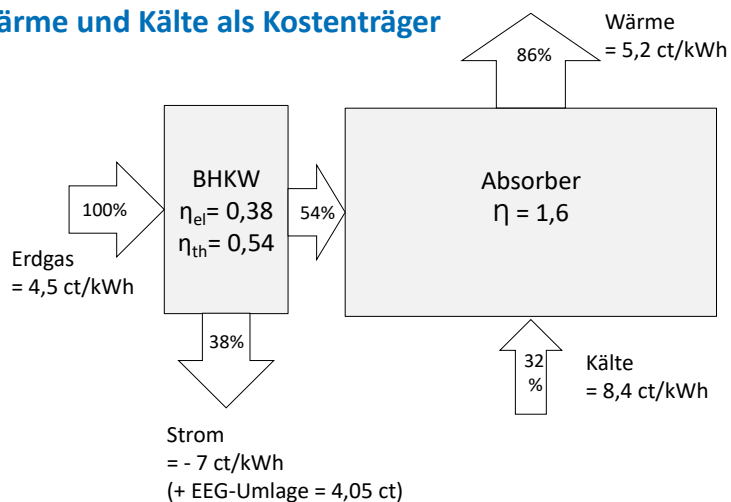 ärme und Kälte als Kostenträger
Wärme
= 5,2 ct/kWh
86%
BHKW
ηel= 0,38
ηth= 0,54
Absorber
Η = 1,6
100%
54%
Erdgas
= 4,5 ct/kWh
38%
32
%
Kälte
= 8,4 ct/kWh
Strom
= - 7 ct/kWh
(+ EEG-Umlage = 4,05 ct)